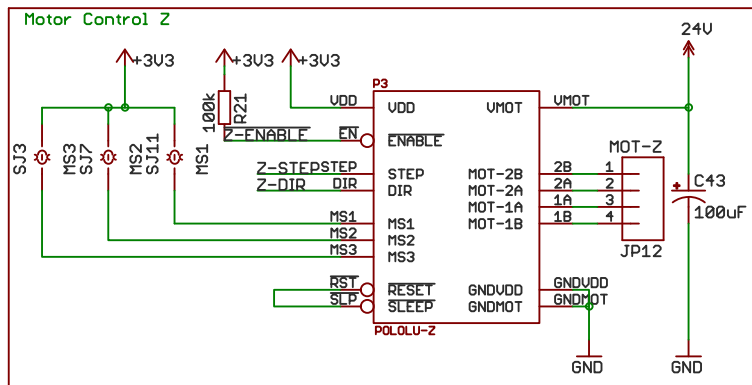 Motor Control Z
24V
+3V3
+3V3
+3V3
P3
100k
R21
VDD
VDD
VMOT
VMOT
Z-ENABLE
EN
ENABLE
MOT-Z
SJ3
MS3
SJ7
MS2
SJ11
MS1
Z-STEP
STEP
STEP
MOT-2B
2B
1
Z-DIR
DIR
DIR
MOT-2A
2A
2
MOT-1A
1A
3
MOT-1B
1B
4
+
C43
100uF
MS1
MS1
MS2
MS2
MS3
MS3
JP12
RST
RESET
GNDVDD
GNDVDD
SLP
SLEEP
GNDMOT
GNDMOT
POLOLU-Z
GND
GND